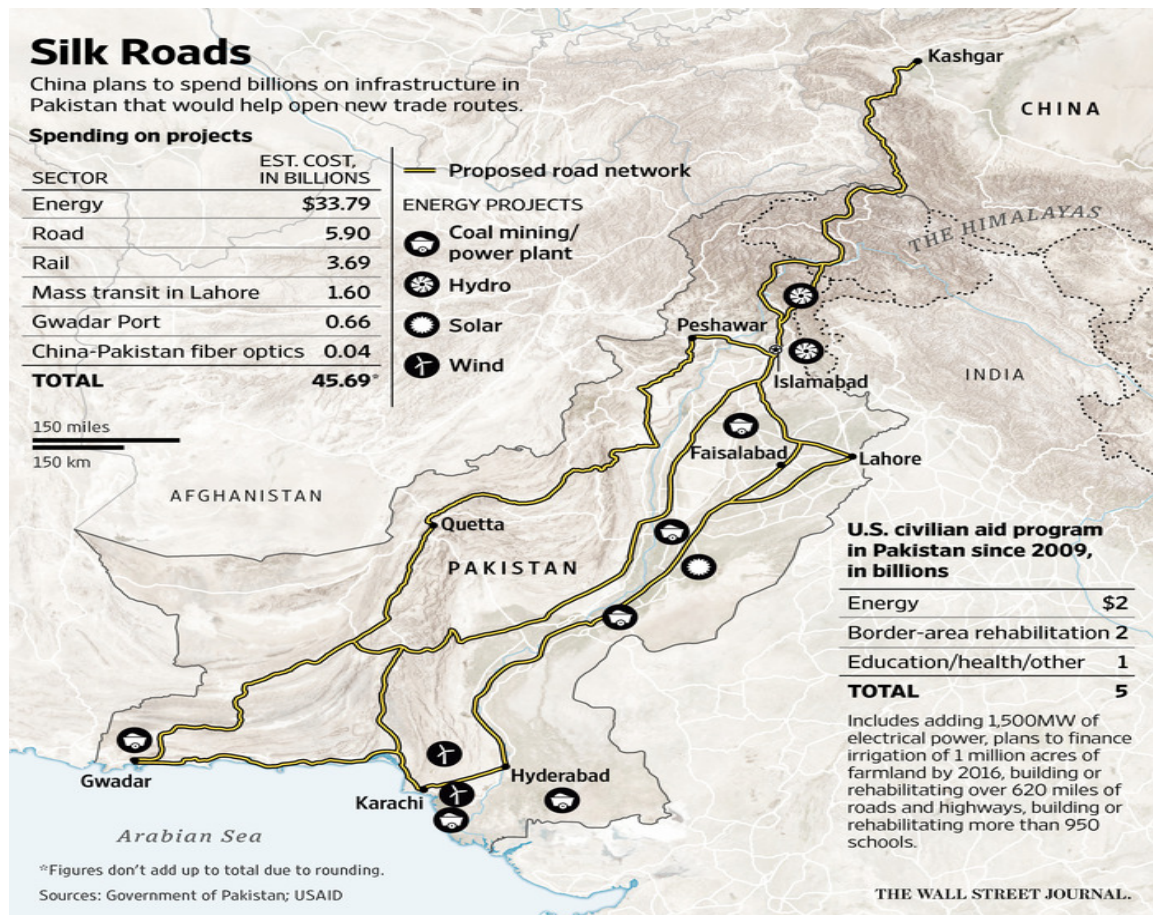 Silk Roads
China plans to spend billions on infrastructure in
Pakistan that would help open new trade routes.
Spending on projects
SECTOR EST. COST, IN BILLIONS
Energy $33.79
Road 5.90
Rail 3.69
Mass transit in Lahore 1.60
Gwadar Port 0.66
China-Pakistan fiber optics 0.04
TOTAL 45.69*
150 miles
150 km
Proposed road network
ENERGY PROJECTS
Coal mining/
power plant
Hydro
Solar
Wind
Kashgar
CHINA
THE HIMALAYAS
Peshawar
Islamabad
INDIA
Faisalabad
Lahore
AFGHANISTAN
Quetta
PAKISTAN
Gwadar
Karachi
Hyderabad
Arabian Sea
U.S. civilian aid program
in Pakistan since 2009,
in billions
Energy $2
Border-area rehabilitation 2
Education/health/other 1
TOTAL 5
Includes adding 1,500MW of
electrical power, plans to finance
irrigation of 1 million acres of
farmland by 2016, building or
rehabilitating over 620 miles of
roads and highways, building or
rehabilitating more than 950
schools.
*Figures don't add up to total due to rounding.
Sources: Government of Pakistan; USAID
THE WALL STREET JOURNAL.